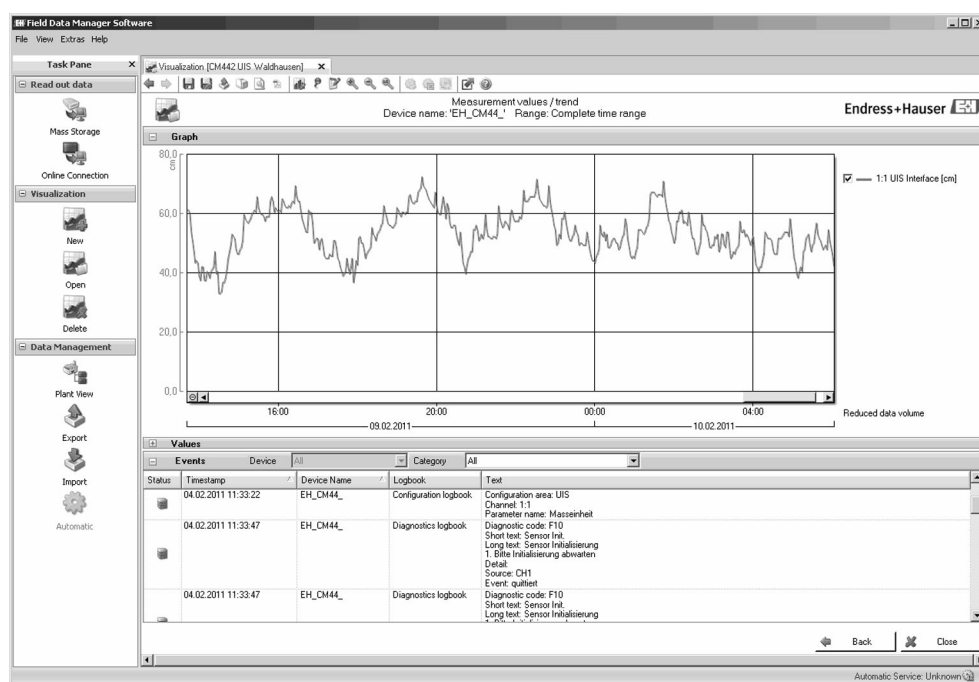 Field Data Manager Software
File View Extras Help
Task Pane
Read out data
Mass Storage
Online Connection
Visualization
New
Open
Delete
Data Management
Plant View
Export
Import
Automatic
Visualization [CM442 UIS Waldhausen]
Measurement values / trend
Device name: 'EH_CM44_' Range: Complete time range
Endress+Hauser EH
Graph
80,0
cm
60,0
40,0
20,0
0,0
16:00 20:00 00:00 04:00
09.02.2011 10.02.2011
1:1 UIS Interface [cm]
Reduced data volume
Values
Events Device All Category All
Status Timestamp Device Name Logbook Text
04.02.2011 11:33:22 EH_CM44_ Configuration logbook Configuration area: UIS
Channel: 1:1
Parameter name: Masseinheit
04.02.2011 11:33:47 EH_CM44_ Diagnostics logbook Diagnostic code: F10
Short text: Sensor Init.
Long text: Sensor Initialisierung
1. Bitte Initialisierung abwarten
Detail:
Source: CH1
Event: quittiert
04.02.2011 11:33:47 EH_CM44_ Diagnostics logbook Diagnostic code: F10
Short text: Sensor Init.
Long text: Sensor Initialisierung
Back Close
Automatic Service: Unknown